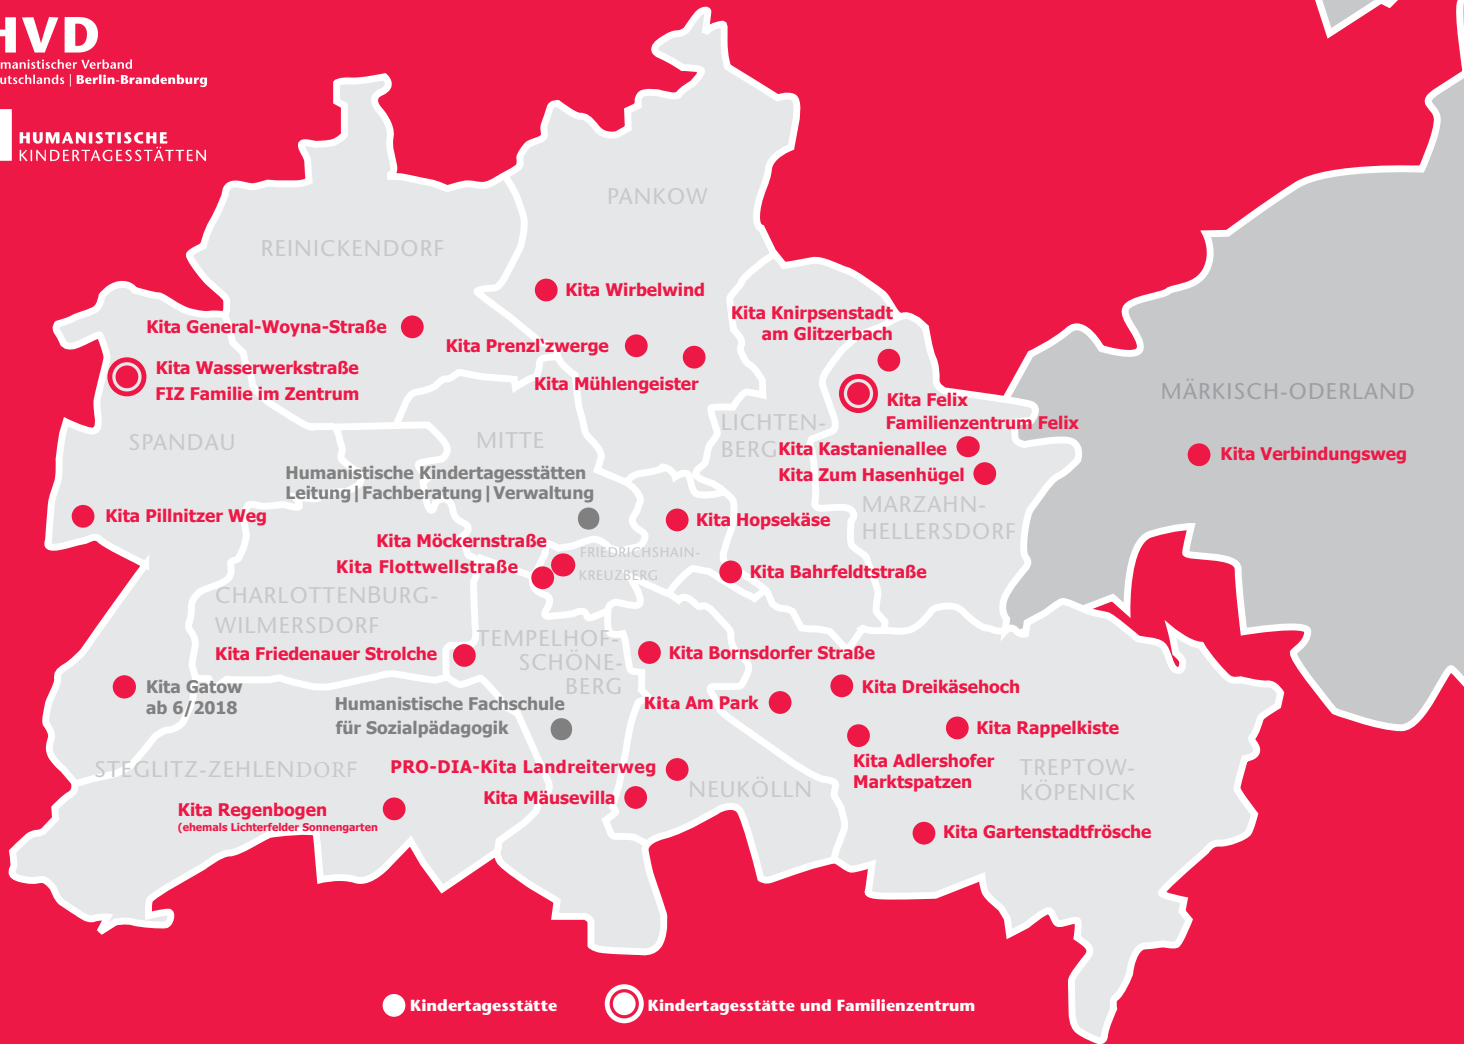 HVD
manistischer Verband
utschlands | Berlin-Brandenburg
HUMANISTISCHE
KINDERTAGESSTÄTTEN
PANKOW
REINICKENDORF
Kita Wirbelwind
Kita Knirpsenstadt
am Glitzerbach
Kita General-Woyna-Straße
Kita Prenzl‘zwerge
Kita Wasserwerkstraße
FIZ Familie im Zentrum
Kita Mühlengeister
MÄRKISCH-ODERLAND
Kita Felix
Familienzentrum Felix
LICHTEN-
BERG
SPANDAU
MITTE
Kita Kastanienallee
Kita Verbindungsweg
Kita Zum Hasenhügel
Humanistische Kindertagesstätten
Leitung|Fachberatung|Verwaltung
MARZAHN-
HELLERSDORF
Kita Pillnitzer Weg
Kita Hopsekäse
Kita Möckernstraße
FRIEDRICHSHAIN-
KREUZBERG
Kita Flottwellstraße
Kita Bahrfeldtstraße
CHARLOTTENBURG-
WILMERSDORF
TEMPELHOF-
SCHÖNE-
BERG
Kita Friedenauer Strolche
Kita Bornsdorfer Straße
Kita Gatow
ab 6/2018
Kita Dreikäsehoch
Kita Am Park
Humanistische Fachschule
für Sozialpädagogik
Kita Rappelkiste
Kita Adlershofer
Marktspatzen
STEGLITZ-ZEHLENDORF
PRO-DIA-Kita Landreiterweg
TREPTOW-
KÖPENICK
NEUKÖLLN
Kita Mäusevilla
Kita Regenbogen
(ehemals Lichterfelder Sonnengarten
Kita Gartenstadtfrösche
Kindertagesstätte
Kindertagesstätte und Familienzentrum